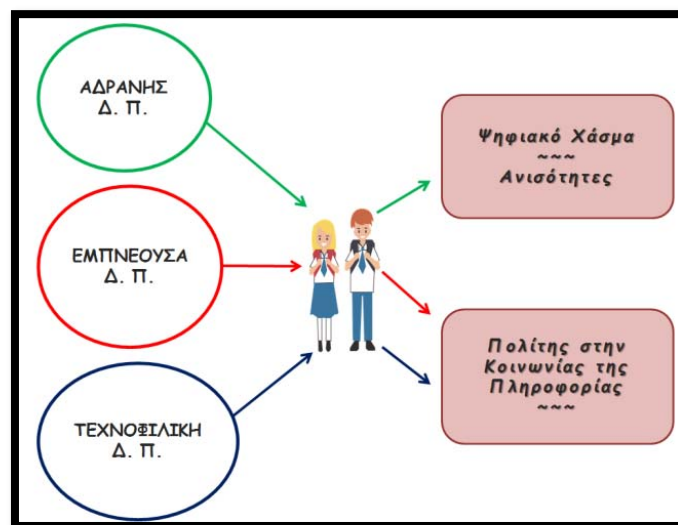 ΑΔΡΑΝΗΣ
Δ. Π.
ΕΜΠΝΕΟΥΣΑ
Δ. Π.
ΤΕΧΝΟΦΙΛΙΚΗ
Δ. Π.
Ψηφιακό Χάσμα
~~~
Ανισότητες
Πολίτης στην
Κοινωνίας της
Πληροφορίας
~~~